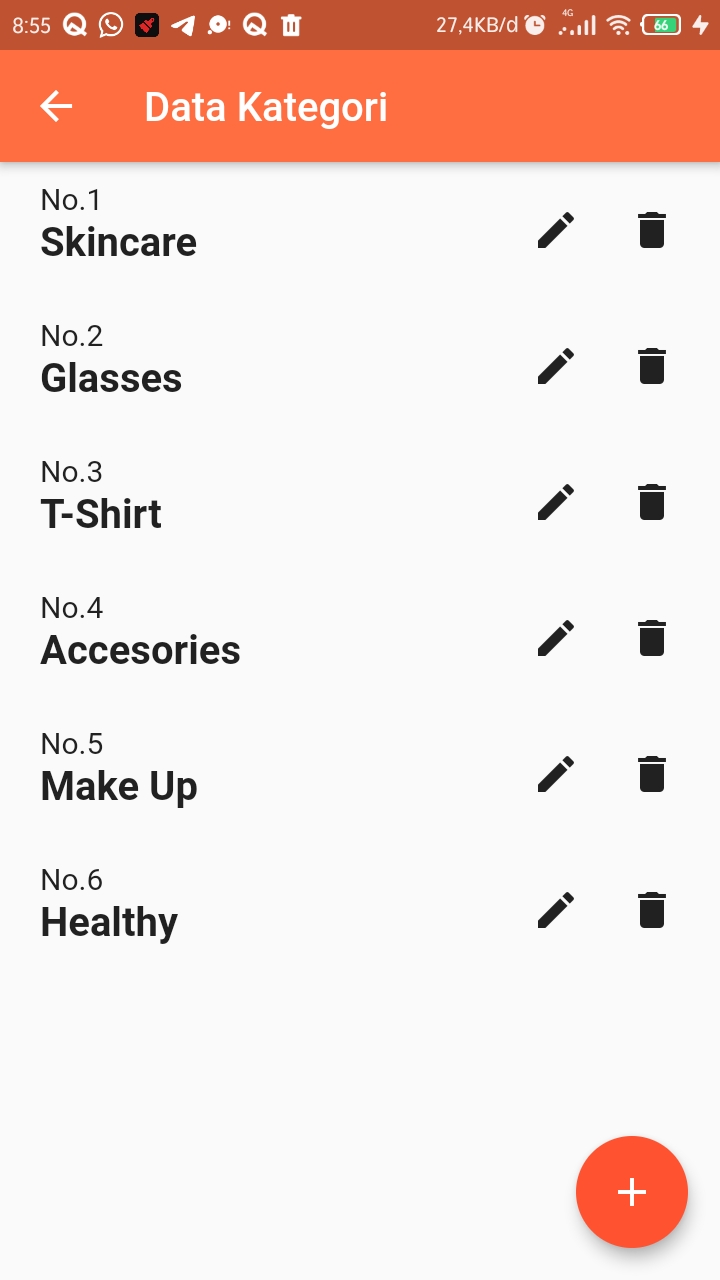 8:55 27,4KB/d 4G 66
Data Kategori
No.1
Skincare
No.2
Glasses
No.3
T-Shirt
No.4
Accesories
No.5
Make Up
No.6
Healthy